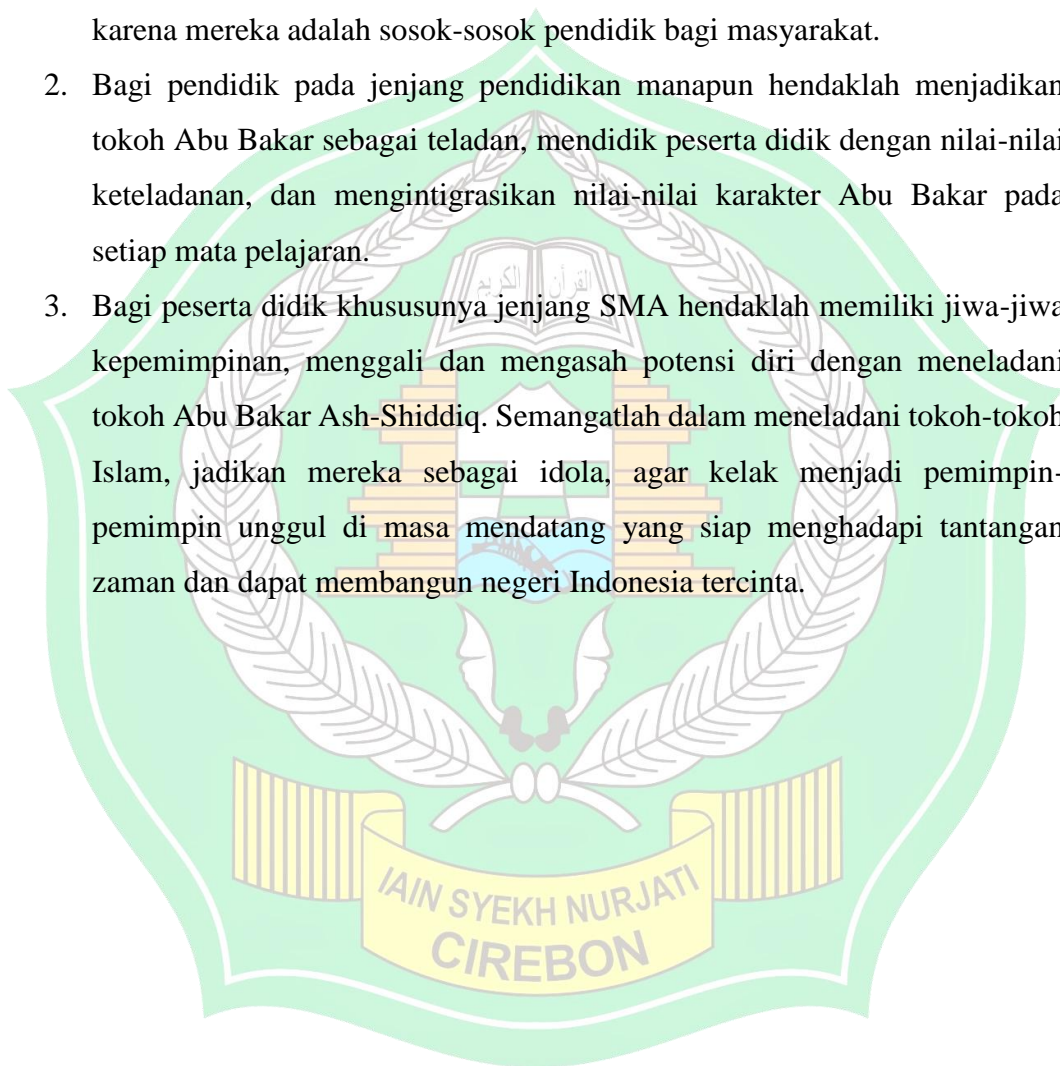 karena mereka adalah sosok-sosok pendidik bagi masyarakat.
2. Bagi pendidik pada jenjang pendidikan manapun hendaklah menjadikan
tokoh Abu Bakar sebagai teladan, mendidik peserta didik dengan nilai-nilai
keteladanan, dan mengintigrasikan nilai-nilai karakter Abu Bakar pada
setiap mata pelajaran.
3. Bagi peserta didik khususunya jenjang SMA hendaklah memiliki jiwa-jiwa
kepemimpinan, menggali dan mengasah potensi diri dengan meneladani
tokoh Abu Bakar Ash-Shiddiq. Semangatlah dalam meneladani tokoh-tokoh
Islam, jadikan mereka sebagai idola, agar kelak menjadi pemimpin-
pemimpin unggul di masa mendatang yang siap menghadapi tantangan
zaman dan dapat membangun negeri Indonesia tercinta.
القرآن الكريم
IAIN SYEKH NURJATI
CIREBON